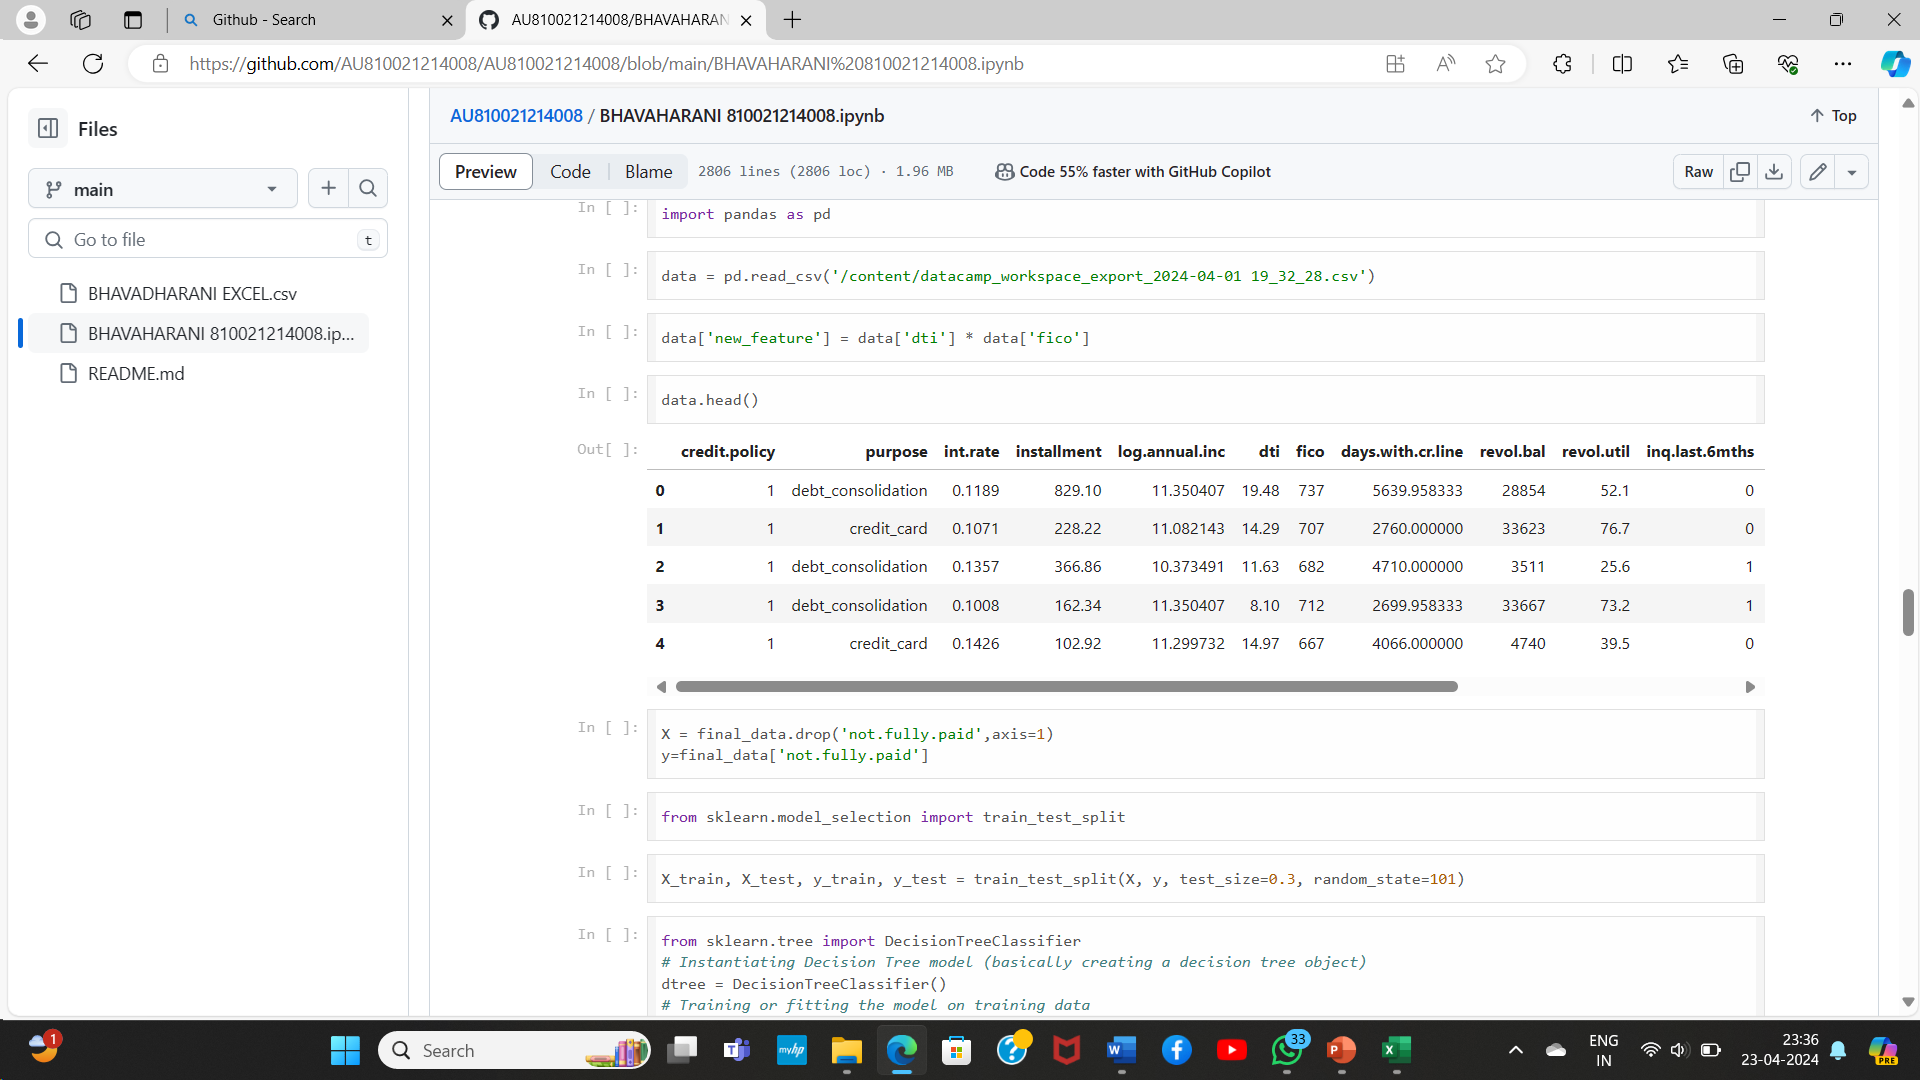 Github - Search
AU810021214008/BHAVAHARAN
https://github.com/AU810021214008/AU810021214008/blob/main/BHAVAHARANI%20810021214008.ipynb
Files
main
Go to file
t
BHAVADHARANI EXCEL.csv
BHAVAHARANI 810021214008.ip...
README.md
AU810021214008 / BHAVAHARANI 810021214008.ipynb
Top
Preview Code Blame 2806 lines (2806 loc) · 1.96 MB Code 55% faster with GitHub Copilot Raw
In [ ]: import pandas as pd
In [ ]: data = pd.read_csv('/content/datacamp_workspace_export_2024-04-01 19_32_28.csv')
In [ ]: data['new_feature'] = data['dti'] * data['fico']
In [ ]: data.head()
Out[ ]: credit.policy purpose int.rate installment log.annual.inc dti fico days.with.cr.line revol.bal revol.util inq.last.6mths
0 1 debt_consolidation 0.1189 829.10 11.350407 19.48 737 5639.958333 28854 52.1 0
1 1 credit_card 0.1071 228.22 11.082143 14.29 707 2760.000000 33623 76.7 0
2 1 debt_consolidation 0.1357 366.86 10.373491 11.63 682 4710.000000 3511 25.6 1
3 1 debt_consolidation 0.1008 162.34 11.350407 8.10 712 2699.958333 33667 73.2 1
4 1 credit_card 0.1426 102.92 11.299732 14.97 667 4066.000000 4740 39.5 0
In [ ]: X = final_data.drop('not.fully.paid',axis=1)
y=final_data['not.fully.paid']
In [ ]: from sklearn.model_selection import train_test_split
In [ ]: X_train, X_test, y_train, y_test = train_test_split(X, y, test_size=0.3, random_state=101)
In [ ]: from sklearn.tree import DecisionTreeClassifier
# Instantiating Decision Tree model (basically creating a decision tree object)
dtree = DecisionTreeClassifier()
# Training or fitting the model on training data
1
Search
myhp
33
ENG
IN
23:36
23-04-2024
PRE